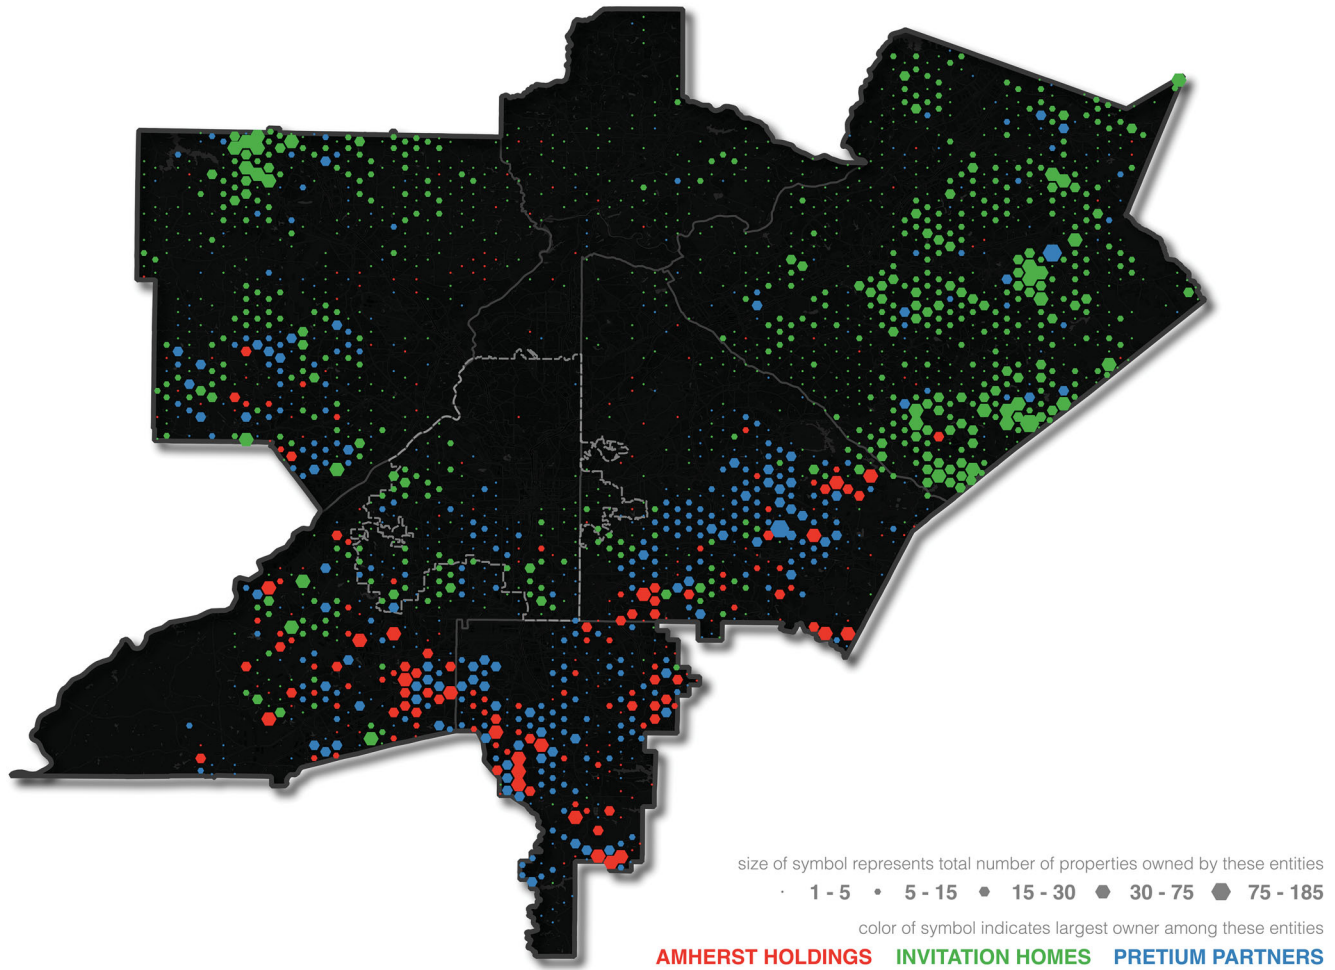 size of symbol represents total number of properties owned by these entities
1 - 5 5 - 15 15 - 30 30 - 75 75 - 185
color of symbol indicates largest owner among these entities
AMHERST HOLDINGS INVITATION HOMES PRETIUM PARTNERS